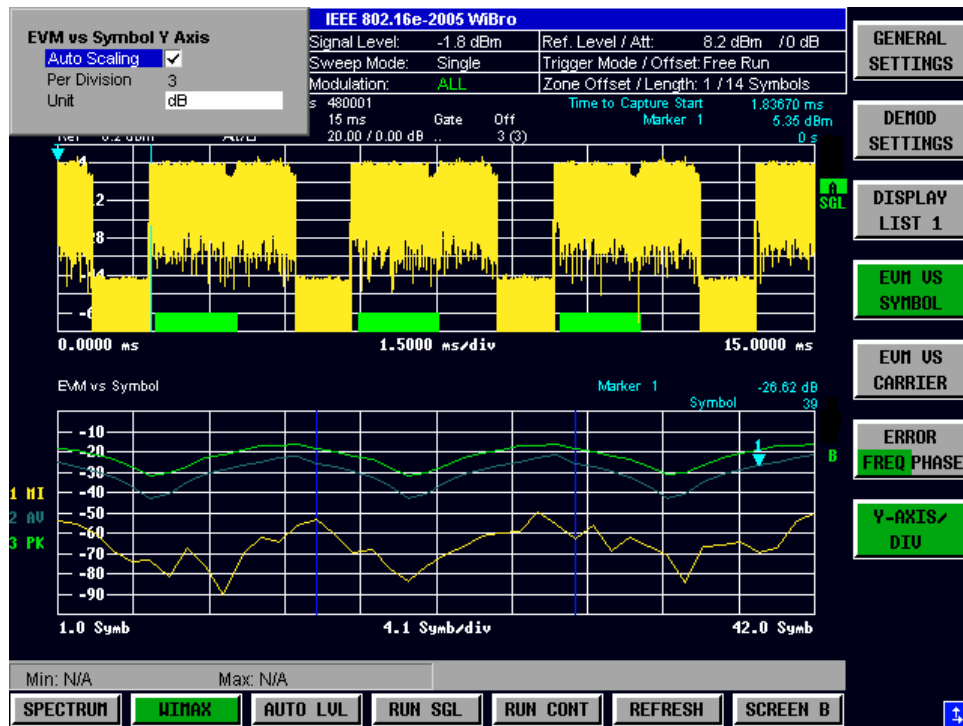 IEEE 802.16e-2005 WiBro
EVM vs Symbol Y Axis
Auto Scaling
Per Division 3
Unit dB
Signal Level: -1.8 dBm Ref. Level / Att: 8.2 dBm / 0 dB
Sweep Mode: Single Trigger Mode / Offset: Free Run
Modulation: ALL Zone Offset / Length: 1 / 14 Symbols
s 480001 Time to Capture Start 1.83670 ms
15 ms Gate Off Marker 1 5.35 dBm
20.00 / 0.00 dB .. 3 (3) 0 s
A
SGL
0.0000 ms 1.5000 ms/div 15.0000 ms
EVM vs Symbol Marker 1 -26.62 dB
Symbol 39
-10
1
-20
B
-30
1 MI
-40
-50
2 AV
3 PK
-60
-70
-80
-90
1.0 Symb 4.1 Symb/div 42.0 Symb
Min: N/A Max: N/A
SPECTRUM WIMAX AUTO LVL RUN SGL RUN CONT REFRESH SCREEN B
GENERAL
SETTINGS
DEMOD
SETTINGS
DISPLAY
LIST 1
EVM VS
SYMBOL
EVM VS
CARRIER
ERROR
FREQ PHASE
Y-AXIS/
DIV